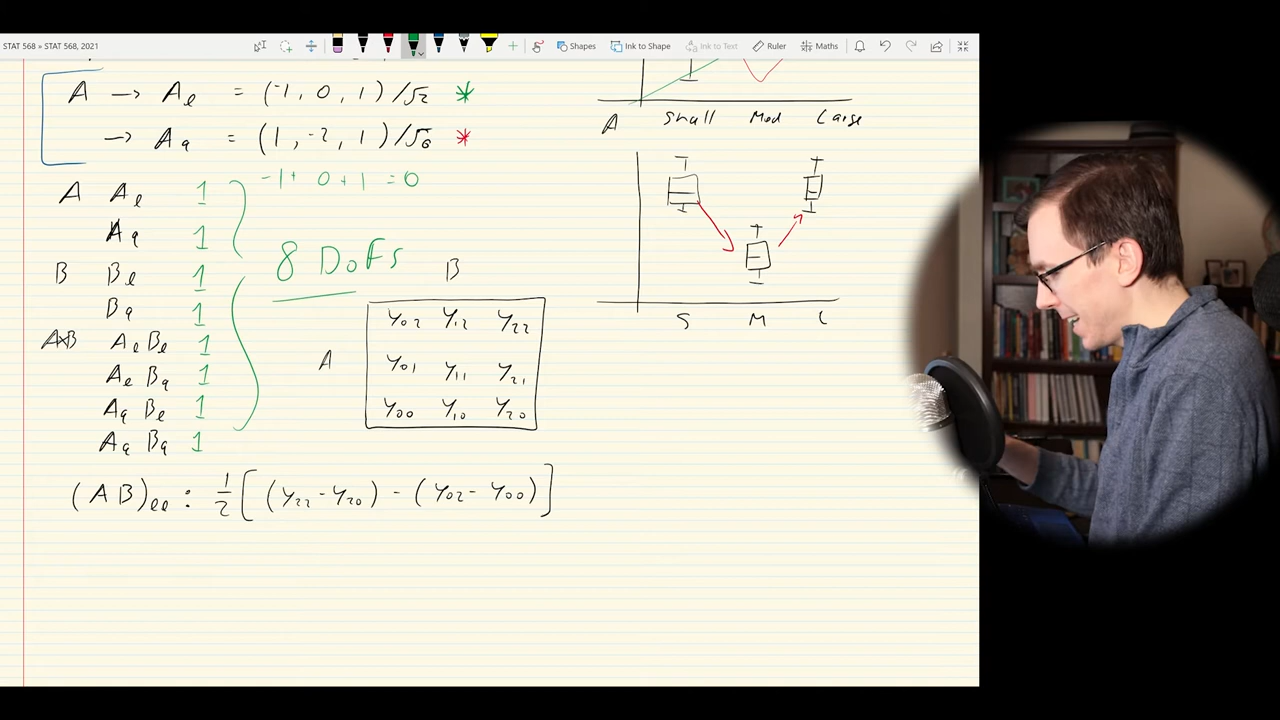 STAT 568 » STAT 568, 2021
Shapes Ink to Shape Ink to Text Ruler Maths
A → Aℓ = (-1, 0, 1)/√2 *
→ Aq = (1, -2, 1)/√6 *
-1 + 0 + 1 = 0
A Aℓ 1
Aq 1
B Bℓ 1
Bq 1
A×B AℓBℓ 1
AℓBq 1
AqBℓ 1
AqBq 1
8 DoFs
B
A
Y02 Y12 Y22
Y01 Y11 Y21
Y00 Y10 Y20
(AB)ℓℓ : 1/2 [(Y22 - Y20) - (Y02 - Y00)]
A Small Med Large
S M L